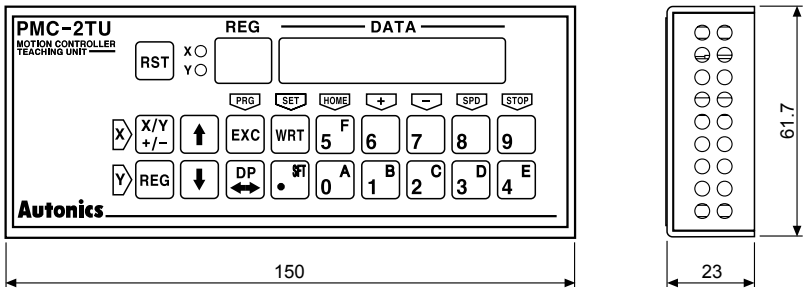 PMC-2TU REG DATA
MOTION CONTROLLER
TEACHING UNIT
RST X
Y
PRG SET HOME + - SPD STOP
X X/Y +/- EXC WRT 5 F 6 7 8 9
Y REG DP • SFT 0 A 1 B 2 C 3 D 4 E
Autonics
61.7
150 23